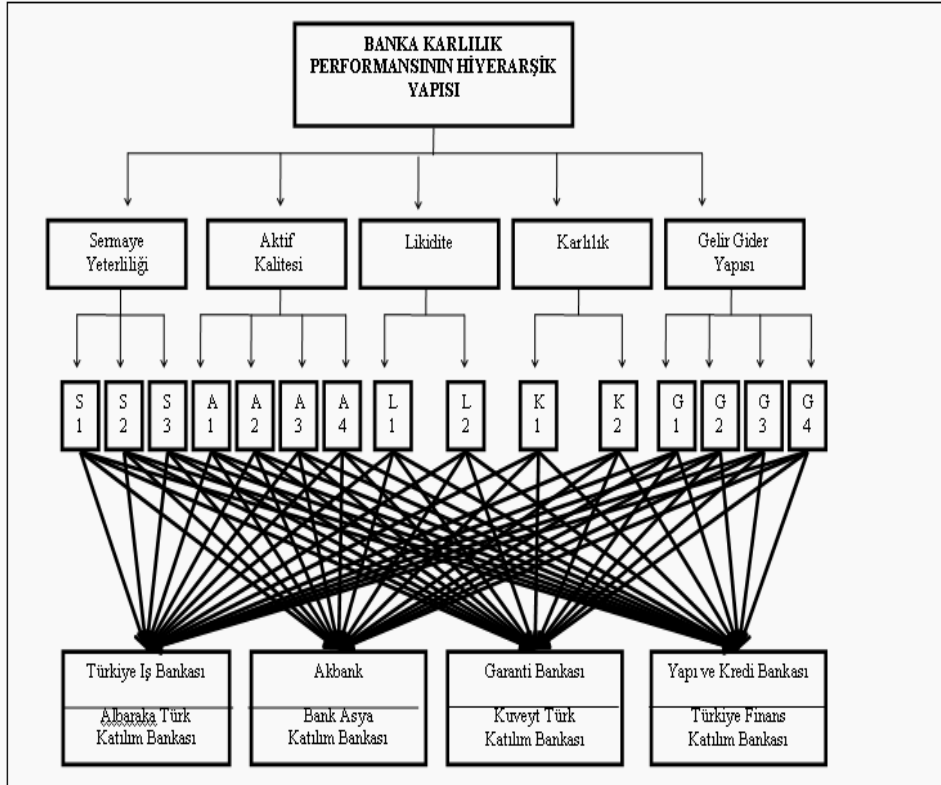 BANKA KARLILIK
PERFORMANSININ HİYERARŞİK
YAPISI
Sermaye
Yeterliliği
Aktif
Kalitesi
Likidite
Karlılık
Gelir Gider
Yapısı
S
1
S
2
S
3
A
1
A
2
A
3
A
4
L
1
L
2
K
1
K
2
G
1
G
2
G
3
G
4
Türkiye İş Bankası
Albaraka Türk
Katılım Bankası
Akbank
Bank Asya
Katılım Bankası
Garanti Bankası
Kuveyt Türk
Katılım Bankası
Yapı ve Kredi Bankası
Türkiye Finans
Katılım Bankası